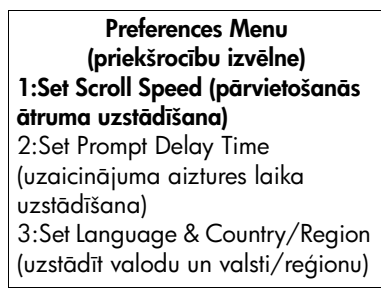 Preferences Menu
(priekšrocību izvēlne)
1:Set Scroll Speed (pārvietošanās
ātruma uzstādīšana)
2:Set Prompt Delay Time
(uzaicinājuma aiztures laika
uzstādīšana)
3:Set Language & Country/Region
(uzstādīt valodu un valsti/reģionu)